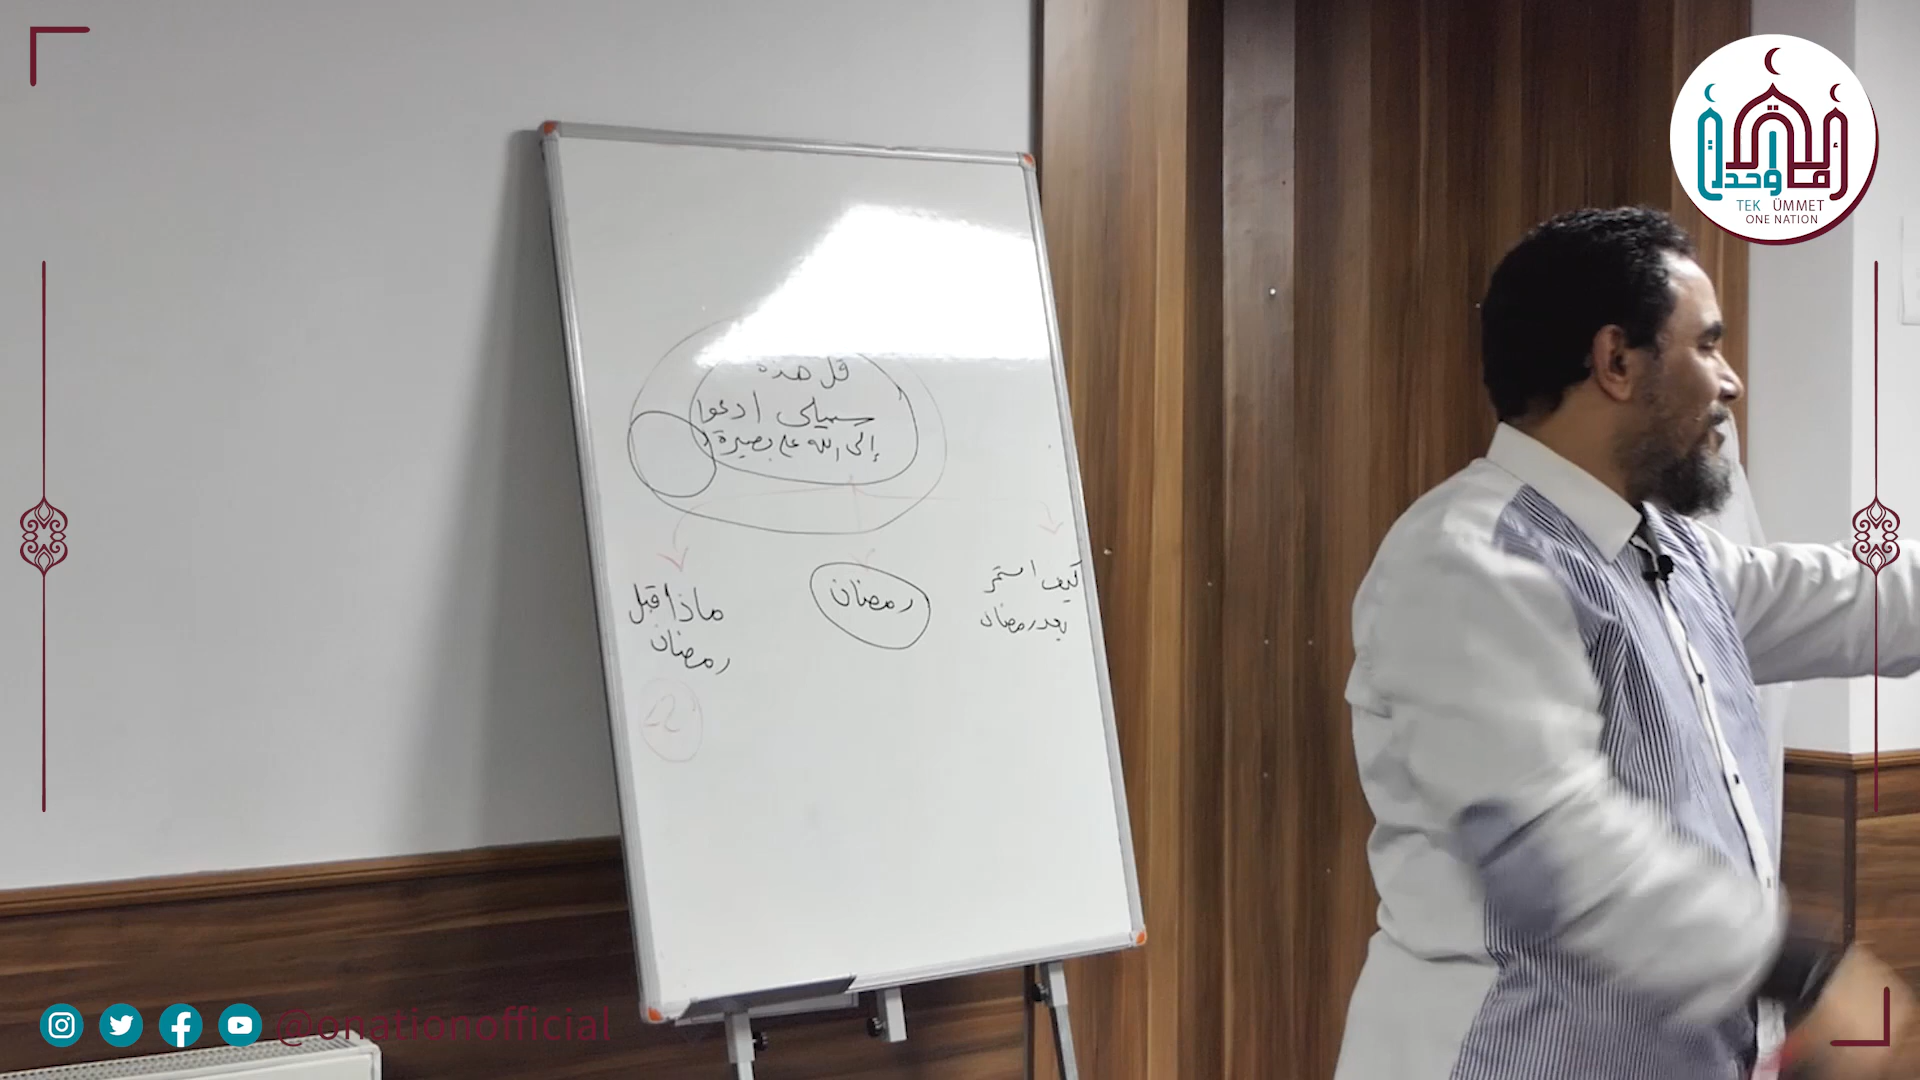 قل هذه
سبيلي ادعوا
إلى الله على بصيرة
كيف استمر
بعد رمضان
رمضان
ماذا قبل
رمضان
أمة واحدة
TEK ÜMMET
ONE NATION
@onationofficial